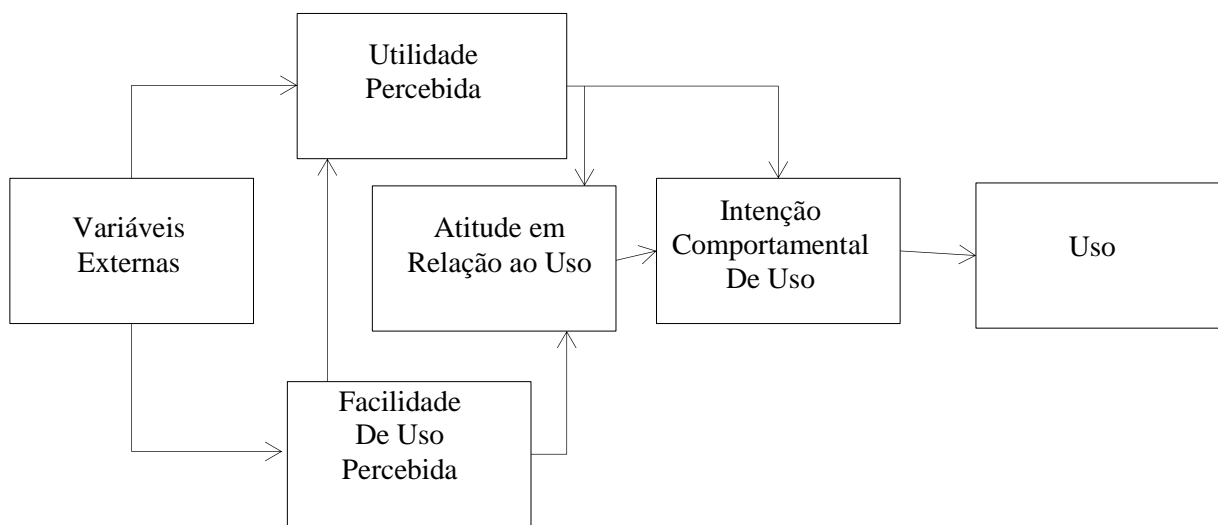 Utilidade
Percebida
Variáveis
Externas
Atitude em
Relação ao Uso
Intenção
Comportamental
De Uso
Uso
Facilidade
De Uso
Percebida